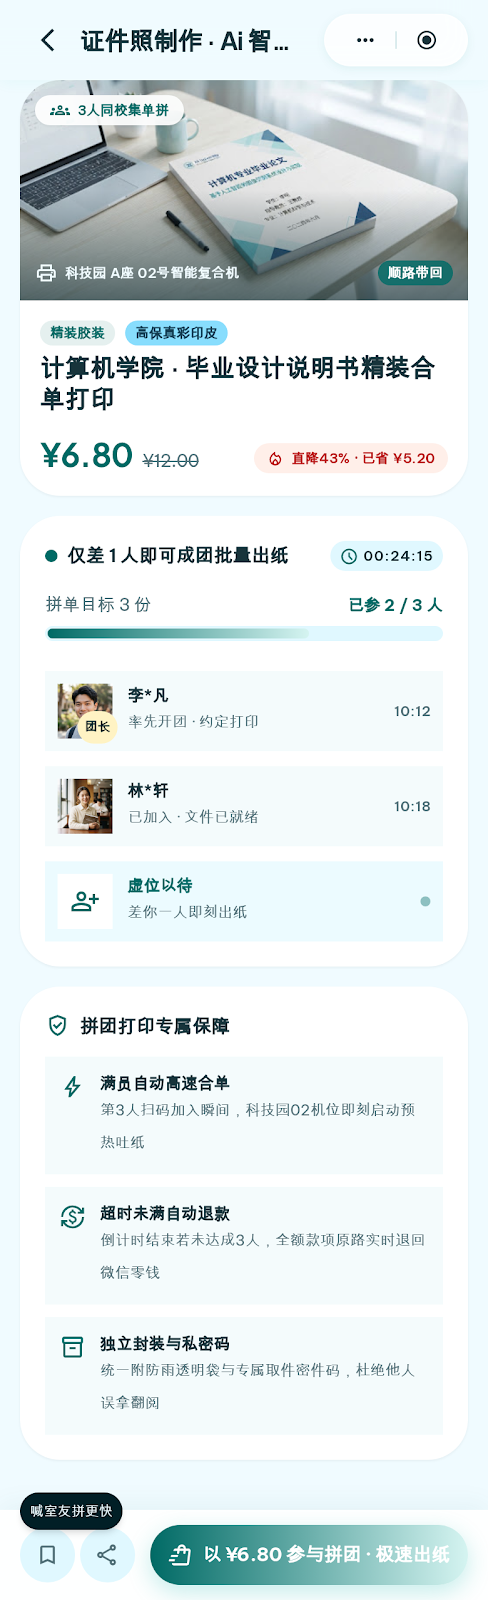 证件照制作 · Ai 智...
3人同校集单拼
计算机专业毕业论文
科技园 A座 02号智能复合机
顺路带回
精装胶装
高保真彩印皮
计算机学院 · 毕业设计说明书精装合
单打印
¥6.80 ¥12.00
直降43% · 已省 ¥5.20
仅差 1 人即可成团批量出纸
00:24:15
拼单目标 3 份
已参 2 / 3 人
李*凡
团长
率先开团 · 约定打印
10:12
林*轩
已加入 · 文件已就绪
10:18
虚位以待
差你一人即刻出纸
拼团打印专属保障
满员自动高速合单
第3人扫码加入瞬间，科技园02机位即刻启动预
热吐纸
超时未满自动退款
倒计时结束若未达成3人，全额款项原路实时退回
微信零钱
独立封装与私密码
统一附防雨透明袋与专属取件密件码，杜绝他人
误拿翻阅
喊室友拼更快
以 ¥6.80 参与拼团 · 极速出纸